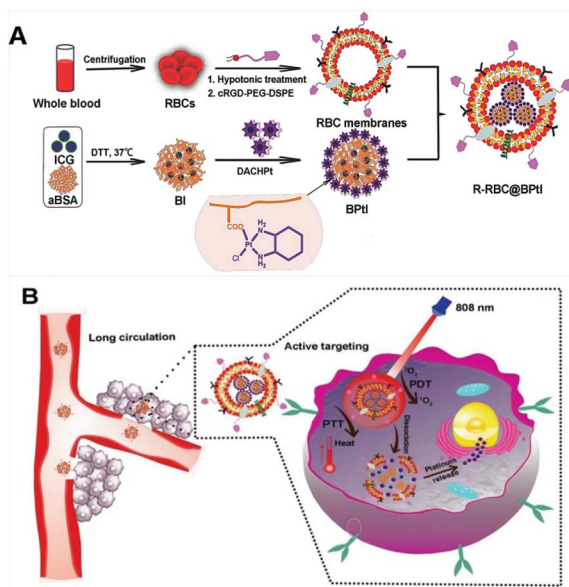 A
Whole blood
Centrifugation
RBCs
1. Hypotonic treatment
2. cRGD-PEG-DSPE
RBC membranes
ICG
aBSA
DTT, 37℃
BI
DACHPt
BPtI
R-RBC@BPtI
COO
Pt
Cl
H₂
N
N
H₂
B
Long circulation
Active targeting
808 nm
³O₂
PDT
¹O₂
PTT
Heat
Dissociation
Platinum
release